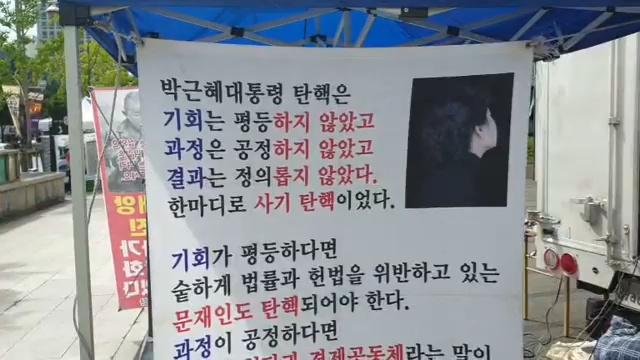 박근혜대통령 탄핵은
기회는 평등하지 않았고
과정은 공정하지 않았고
결과는 정의롭지 않았다.
한마디로 사기 탄핵이었다.
기회가 평등하다면
숱하게 법률과 헌법을 위반하고 있는
문재인도 탄핵되어야 한다.
과정이 공정하다면
경제공동체라는 말이